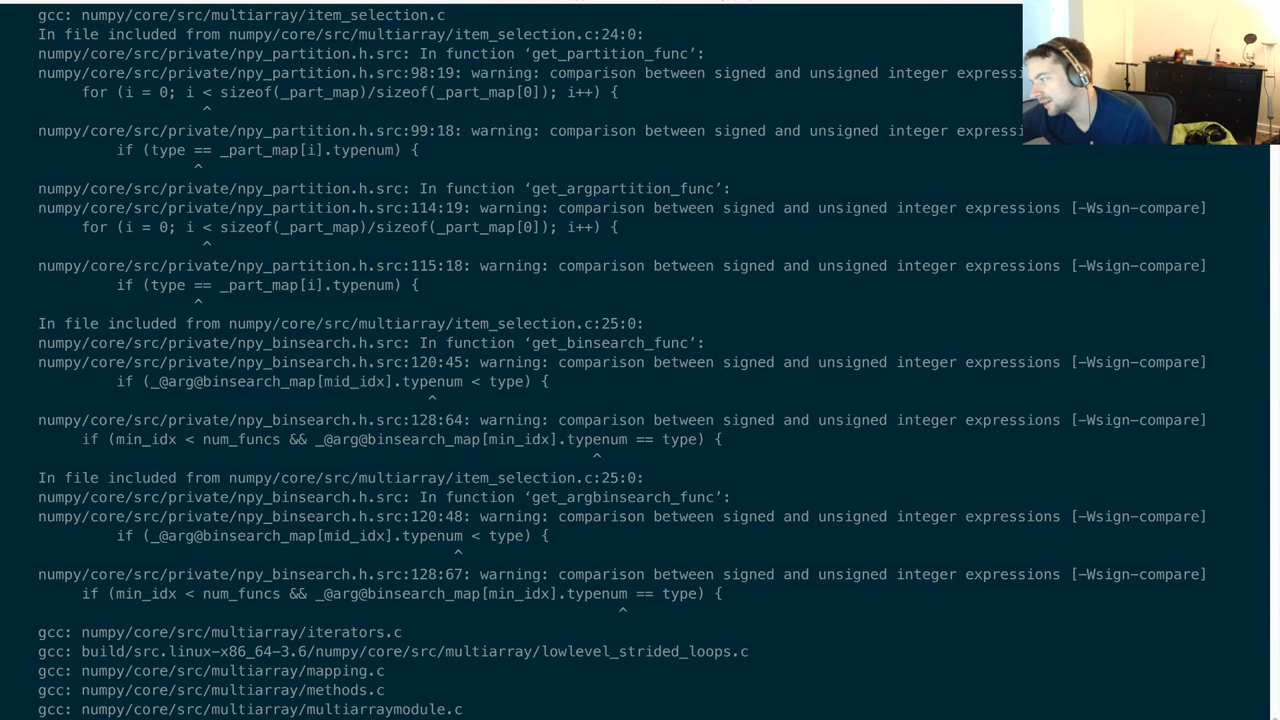 gcc: numpy/core/src/multiarray/item_selection.c
In file included from numpy/core/src/multiarray/item_selection.c:24:0:
numpy/core/src/private/npy_partition.h.src: In function ‘get_partition_func’:
numpy/core/src/private/npy_partition.h.src:98:19: warning: comparison between signed and unsigned integer expressi
for (i = 0; i < sizeof(_part_map)/sizeof(_part_map[0]); i++) {
^
numpy/core/src/private/npy_partition.h.src:99:18: warning: comparison between signed and unsigned integer expressi
if (type == _part_map[i].typenum) {
^
numpy/core/src/private/npy_partition.h.src: In function ‘get_argpartition_func’:
numpy/core/src/private/npy_partition.h.src:114:19: warning: comparison between signed and unsigned integer expressions [-Wsign-compare]
for (i = 0; i < sizeof(_part_map)/sizeof(_part_map[0]); i++) {
^
numpy/core/src/private/npy_partition.h.src:115:18: warning: comparison between signed and unsigned integer expressions [-Wsign-compare]
if (type == _part_map[i].typenum) {
^
In file included from numpy/core/src/multiarray/item_selection.c:25:0:
numpy/core/src/private/npy_binsearch.h.src: In function ‘get_binsearch_func’:
numpy/core/src/private/npy_binsearch.h.src:120:45: warning: comparison between signed and unsigned integer expressions [-Wsign-compare]
if (_@arg@binsearch_map[mid_idx].typenum < type) {
^
numpy/core/src/private/npy_binsearch.h.src:128:64: warning: comparison between signed and unsigned integer expressions [-Wsign-compare]
if (min_idx < num_funcs && _@arg@binsearch_map[min_idx].typenum == type) {
^
In file included from numpy/core/src/multiarray/item_selection.c:25:0:
numpy/core/src/private/npy_binsearch.h.src: In function ‘get_argbinsearch_func’:
numpy/core/src/private/npy_binsearch.h.src:120:48: warning: comparison between signed and unsigned integer expressions [-Wsign-compare]
if (_@arg@binsearch_map[mid_idx].typenum < type) {
^
numpy/core/src/private/npy_binsearch.h.src:128:67: warning: comparison between signed and unsigned integer expressions [-Wsign-compare]
if (min_idx < num_funcs && _@arg@binsearch_map[min_idx].typenum == type) {
^
gcc: numpy/core/src/multiarray/iterators.c
gcc: build/src.linux-x86_64-3.6/numpy/core/src/multiarray/lowlevel_strided_loops.c
gcc: numpy/core/src/multiarray/mapping.c
gcc: numpy/core/src/multiarray/methods.c
gcc: numpy/core/src/multiarray/multiarraymodule.c